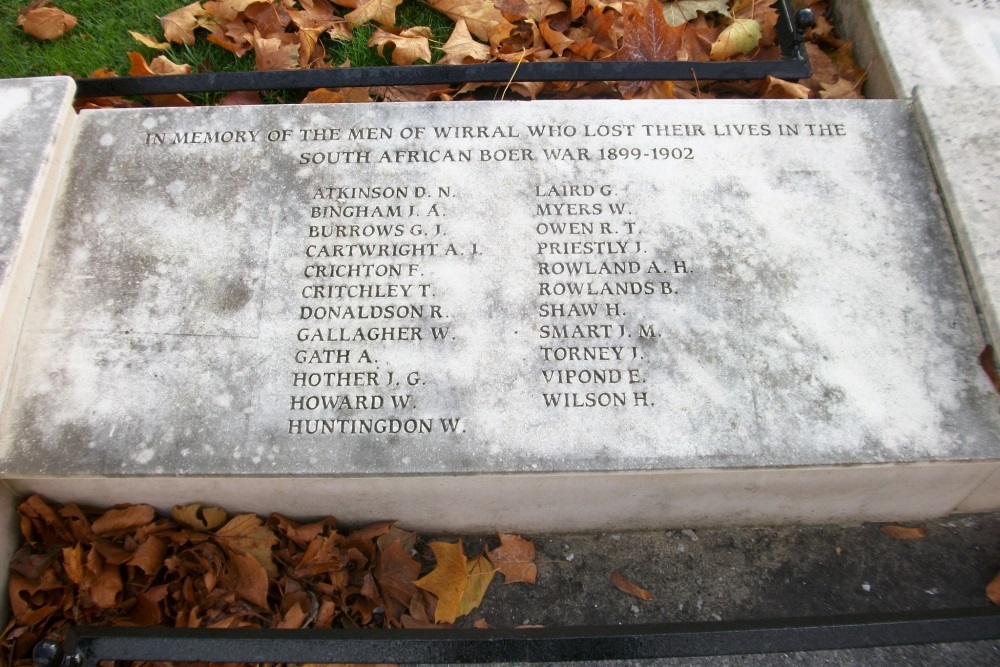 IN MEMORY OF THE MEN OF WIRRAL WHO LOST THEIR LIVES IN THE
SOUTH AFRICAN BOER WAR 1899-1902
ATKINSON D. N.
BINGHAM J. A.
BURROWS G. J.
CARTWRIGHT A. J.
CRICHTON F.
CRITCHLEY T.
DONALDSON R.
GALLAGHER W.
GATH A.
HOTHER J. G.
HOWARD W.
HUNTINGDON W.
LAIRD G.
MYERS W.
OWEN R. T.
PRIESTLY J.
ROWLAND A. H.
ROWLANDS B.
SHAW H.
SMART J. M.
TORNEY J.
VIPOND E.
WILSON H.